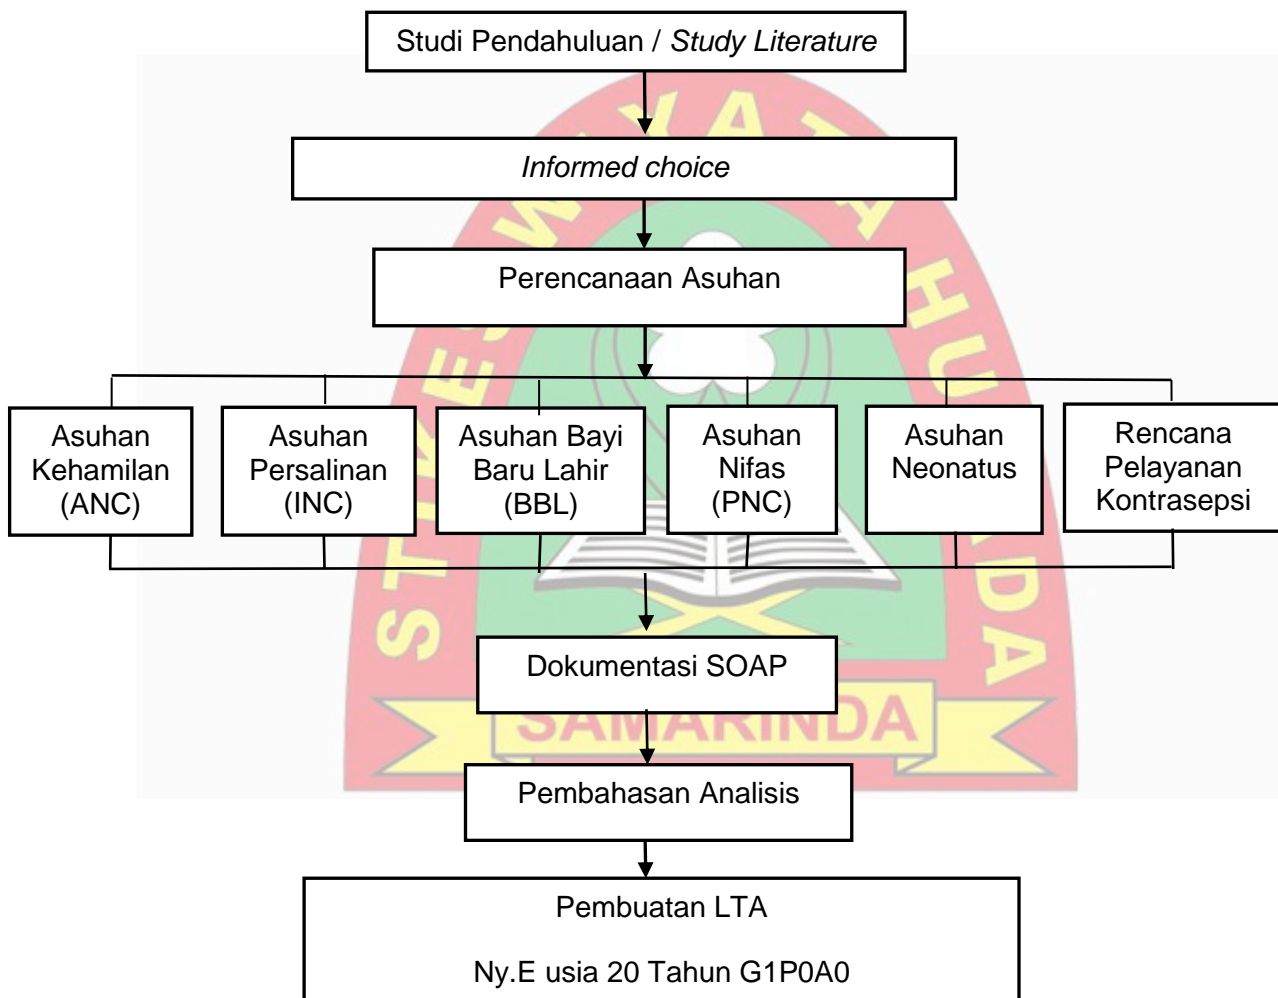 Studi Pendahuluan / Study Literature
Informed choice
Perencanaan Asuhan
Asuhan
Kehamilan
(ANC)
Asuhan
Persalinan
(INC)
Asuhan Bayi
Baru Lahir
(BBL)
Asuhan
Nifas
(PNC)
Asuhan
Neonatus
Rencana
Pelayanan
Kontrasepsi
Dokumentasi SOAP
SAMARINDA
Pembahasan Analisis
Pembuatan LTA
Ny.E usia 20 Tahun G1P0A0